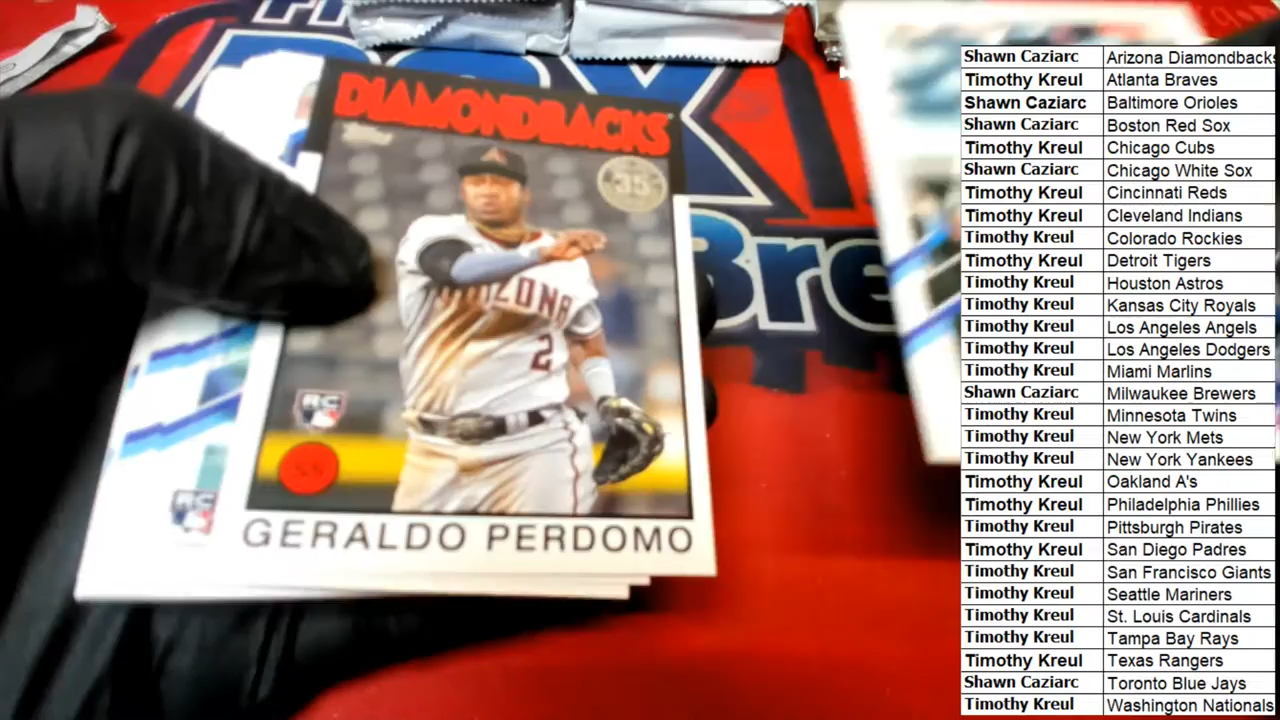 DIAMONDBACKS
Topps
35
ARIZONA
2
RC
SS
GERALDO PERDOMO
RC
Bre
Shawn Caziarc Arizona Diamondbacks
Timothy Kreul Atlanta Braves
Shawn Caziarc Baltimore Orioles
Shawn Caziarc Boston Red Sox
Timothy Kreul Chicago Cubs
Shawn Caziarc Chicago White Sox
Timothy Kreul Cincinnati Reds
Timothy Kreul Cleveland Indians
Timothy Kreul Colorado Rockies
Timothy Kreul Detroit Tigers
Timothy Kreul Houston Astros
Timothy Kreul Kansas City Royals
Timothy Kreul Los Angeles Angels
Timothy Kreul Los Angeles Dodgers
Timothy Kreul Miami Marlins
Shawn Caziarc Milwaukee Brewers
Timothy Kreul Minnesota Twins
Timothy Kreul New York Mets
Timothy Kreul New York Yankees
Timothy Kreul Oakland A's
Timothy Kreul Philadelphia Phillies
Timothy Kreul Pittsburgh Pirates
Timothy Kreul San Diego Padres
Timothy Kreul San Francisco Giants
Timothy Kreul Seattle Mariners
Timothy Kreul St. Louis Cardinals
Timothy Kreul Tampa Bay Rays
Timothy Kreul Texas Rangers
Shawn Caziarc Toronto Blue Jays
Timothy Kreul Washington Nationals